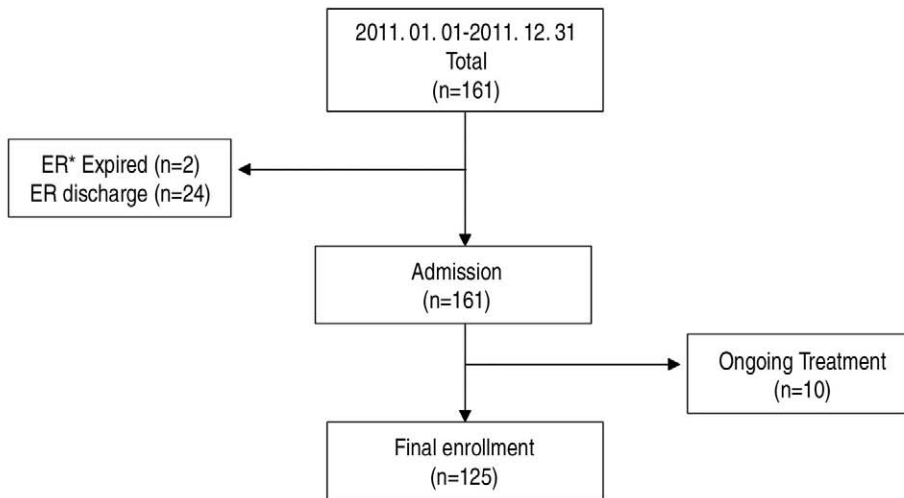 2011. 01. 01-2011. 12. 31
Total
(n=161)
ER* Expired (n=2)
ER discharge (n=24)
Admission
(n=161)
Ongoing Treatment
(n=10)
Final enrollment
(n=125)